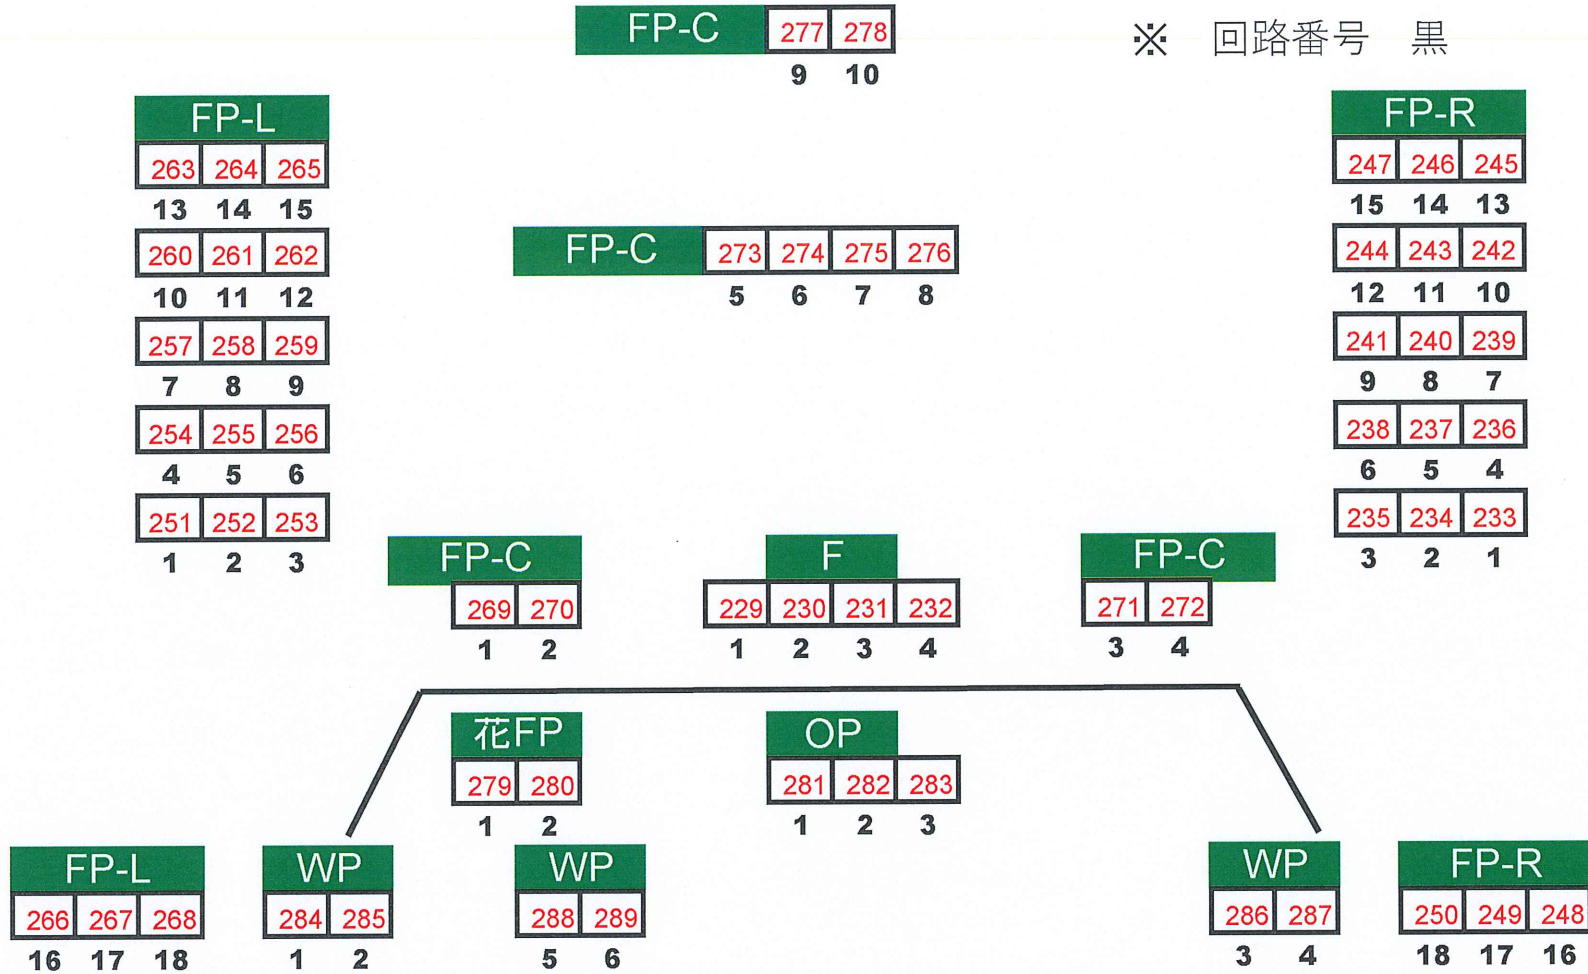 FP-C 277 278
9 10
※ 回路番号 黒
FP-L
263 264 265
13 14 15
260 261 262
10 11 12
257 258 259
7 8 9
254 255 256
4 5 6
251 252 253
1 2 3
FP-C 273 274 275 276
5 6 7 8
FP-R
247 246 245
15 14 13
244 243 242
12 11 10
241 240 239
9 8 7
238 237 236
6 5 4
235 234 233
3 2 1
FP-C
269 270
1 2
F
229 230 231 232
1 2 3 4
FP-C
271 272
3 4
花FP
279 280
1 2
OP
281 282 283
1 2 3
FP-L
266 267 268
16 17 18
WP
284 285
1 2
WP
288 289
5 6
WP
286 287
3 4
FP-R
250 249 248
18 17 16